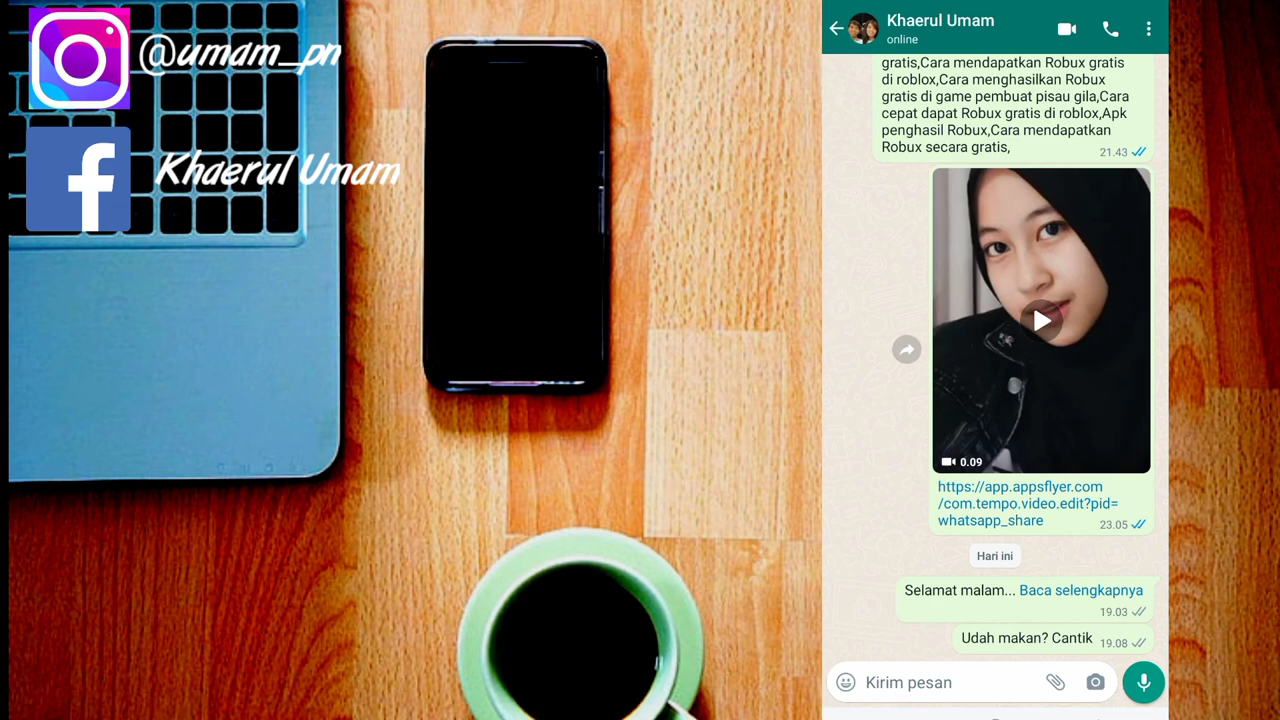 @umam_pn
Khaerul Umam
Khaerul Umam
online
gratis,Cara mendapatkan Robux gratis
di roblox,Cara menghasilkan Robux
gratis di game pembuat pisau gila,Cara
cepat dapat Robux gratis di roblox,Apk
penghasil Robux,Cara mendapatkan
Robux secara gratis,
21.43
0.09
https://app.appsflyer.com
/com.tempo.video.edit?pid=
whatsapp_share
23.05
Hari ini
Selamat malam... Baca selengkapnya
19.03
Udah makan? Cantik 19.08
Kirim pesan